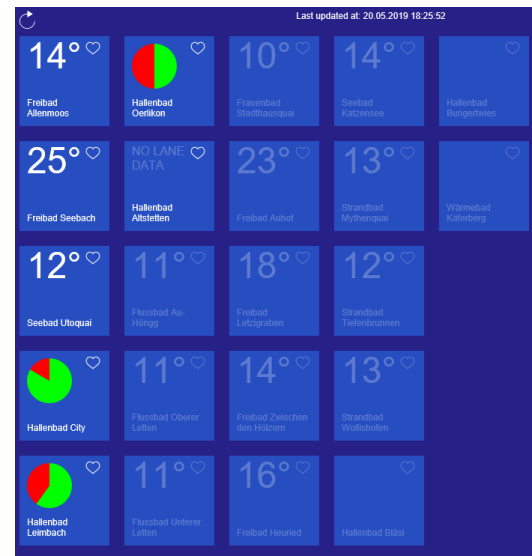 Last updated at: 20.05.2019 18:25:52
14°
Freibad
Allenmoos
Hallenbad
Oerlikon
10°
Frauenbad
Stadthausquai
14°
Seebad
Katzensee
Hallenbad
Bungertwies
25°
Freibad Seebach
NO LANE
DATA
Hallenbad
Altstetten
23°
Freibad Auhof
13°
Strandbad
Mythenquai
Wärmebad
Käferberg
12°
Seebad Utoquai
11°
Flussbad Au-
Höngg
18°
Freibad
Letzigraben
12°
Strandbad
Tiefenbrunnen
Hallenbad City
11°
Flussbad Oberer
Letten
14°
Freibad Zwischen
den Hölzern
13°
Strandbad
Wollishofen
Hallenbad
Leimbach
11°
Flussbad Unterer
Letten
16°
Freibad Heuried
Hallenbad Bläsi